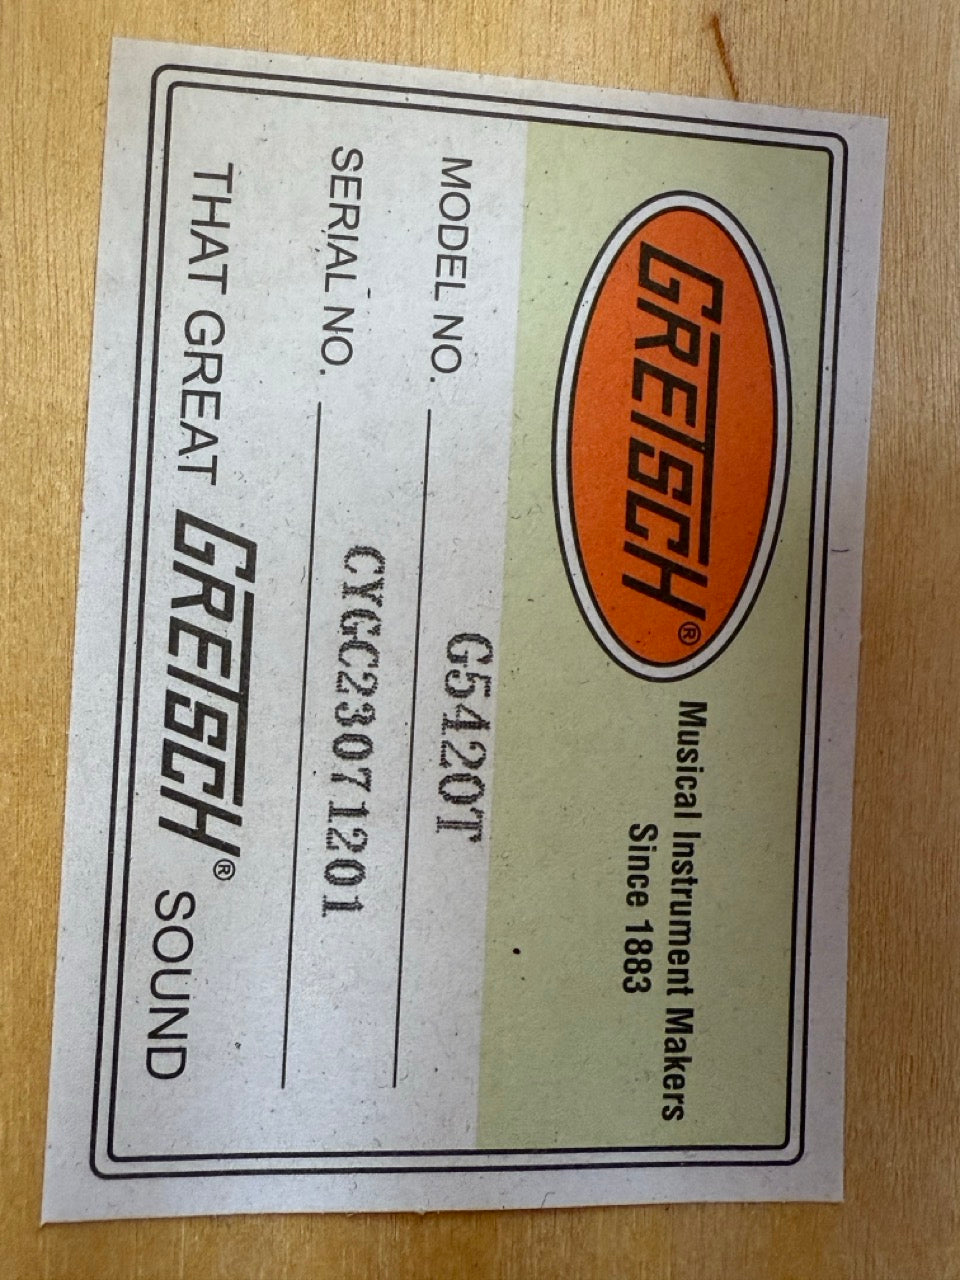 GRETSCH®
Musical Instrument Makers
Since 1883
MODEL NO. G5420T
SERIAL NO. CYGC23071201
THAT GREAT GRETSCH® SOUND